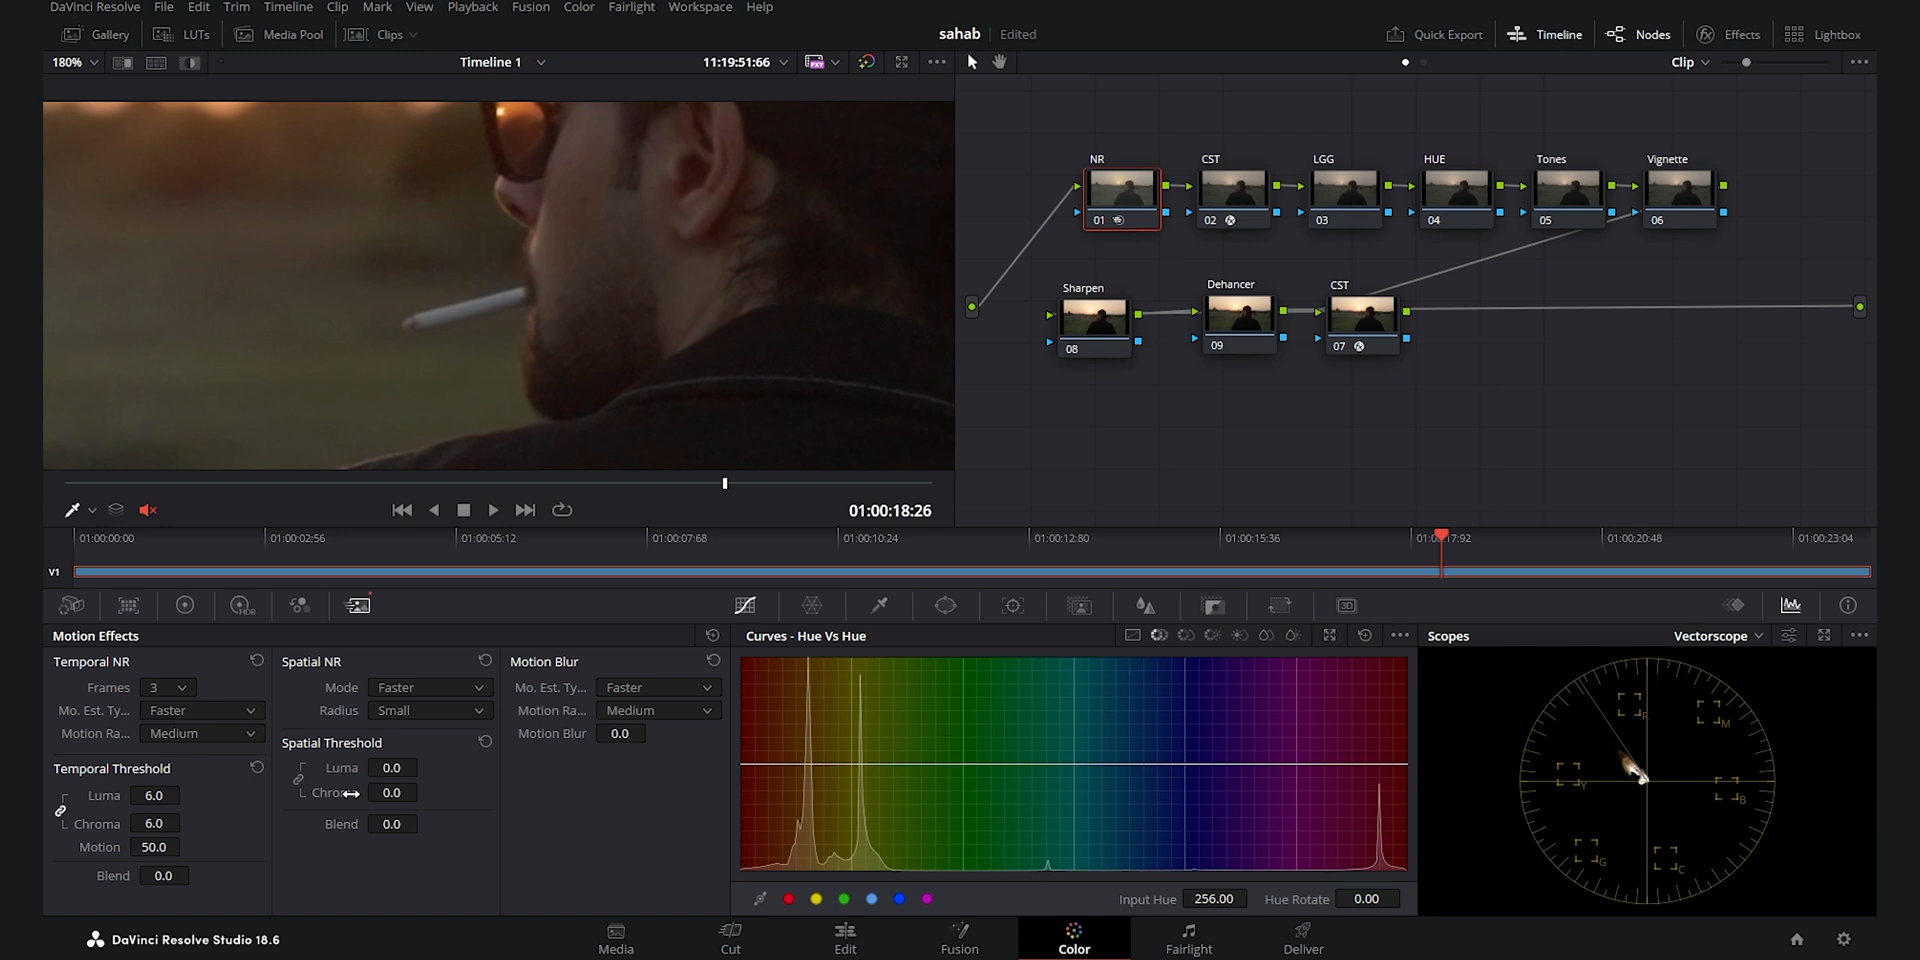 DaVinci Resolve File Edit Trim Timeline Clip Mark View Playback Fusion Color Fairlight Workspace Help
Gallery LUTs Media Pool Clips sahab Edited Quick Export Timeline Nodes Effects Lightbox
180% Timeline 1 11:19:51:66 PXY Clip
NR CST LGG HUE Tones Vignette
01 02 03 04 05 06
Sharpen Dehancer CST
08 09 07
01:00:18:26
01:00:00:00 01:00:02:56 01:00:05:12 01:00:07:68 01:00:10:24 01:00:12:80 01:00:15:36 01:00:17:92 01:00:20:48 01:00:23:04
V1
HDR 3D
Motion Effects Curves - Hue Vs Hue Scopes Vectorscope
Temporal NR Spatial NR Motion Blur
Frames 3 Mode Faster Mo. Est. Ty... Faster
Mo. Est. Ty... Faster Radius Small Motion Ra... Medium
Motion Ra... Medium Spatial Threshold Motion Blur 0.0
Temporal Threshold Luma 0.0
Luma 6.0 Chro 0.0
Chroma 6.0 Blend 0.0
Motion 50.0
Blend 0.0
R M Y B G C
Input Hue 256.00 Hue Rotate 0.00
DaVinci Resolve Studio 18.6 Media Cut Edit Fusion Color Fairlight Deliver